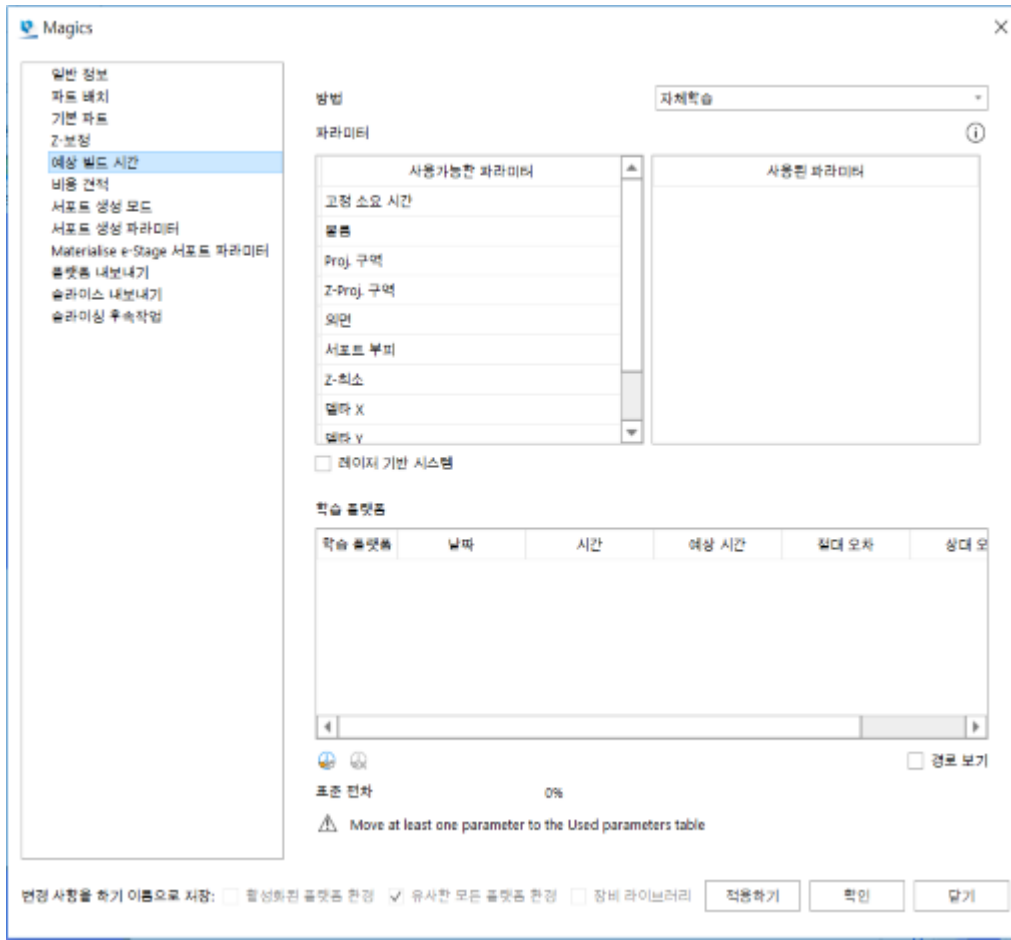 Magics
일반 정보
파트 배치
기본 파트
Z-보정
예상 빌드 시간
비용 견적
서포트 생성 모드
서포트 생성 파라미터
Materialise e-Stage 서포트 파라미터
플랫폼 내보내기
슬라이스 내보내기
슬라이싱 후속작업
방법 자체학습
파라미터
사용가능한 파라미터 사용된 파라미터
고정 소요 시간
볼륨
Proj. 구역
Z-Proj. 구역
외면
서포트 부피
Z-최소
델타 X
델타 Y
레이저 기반 시스템
학습 플랫폼
학습 플랫폼 날짜 시간 예상 시간 절대 오차 상대 오
경로 보기
표준 편차 0%
Move at least one parameter to the Used parameters table
변경 사항을 하기 이름으로 저장: 활성화된 플랫폼 환경 유사한 모든 플랫폼 환경 장비 라이브러리 적용하기 확인 닫기